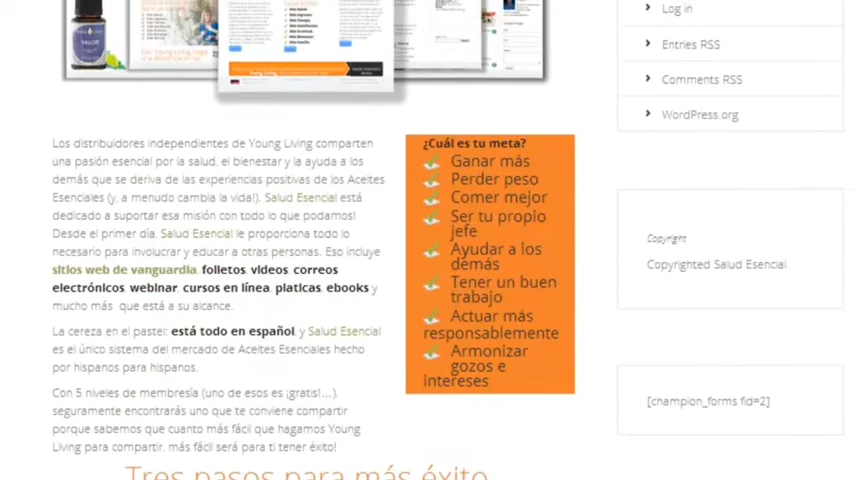 VALOR
Log in
Entries RSS
Comments RSS
WordPress.org
Los distribuidores independientes de Young Living comparten
una pasión esencial por la salud, el bienestar y la ayuda a los
demás que se deriva de las experiencias positivas de los Aceites
Esenciales (y, a menudo cambia la vida!). Salud Esencial está
dedicado a suportar esa misión con todo lo que podamos!
Desde el primer día, Salud Esencial le proporciona todo lo
necesario para involucrar y educar a otras personas. Eso incluye
sitios web de vanguardia, folletos, videos, correos
electrónicos, webinar, cursos en línea, platicas, ebooks y
mucho más que está a su alcance.
La cereza en el pastel: está todo en español, y Salud Esencial
es el único sistema del mercado de Aceites Esenciales hecho
por hispanos para hispanos.
Con 5 niveles de membresía (uno de esos es ¡gratis!...),
seguramente encontrarás uno que te conviene compartir
porque sabemos que cuanto más fácil que hagamos Young
Living para compartir, más fácil será para ti tener éxito!
¿Cuál es tu meta?
Ganar más
Perder peso
Comer mejor
Ser tu propio
jefe
Ayudar a los
demás
Tener un buen
trabajo
Actuar más
responsablemente
Armonizar
gozos e
intereses
Copyright
Copyrighted Salud Esencial
[champion_forms fid=2]
Tres pasos para más éxito